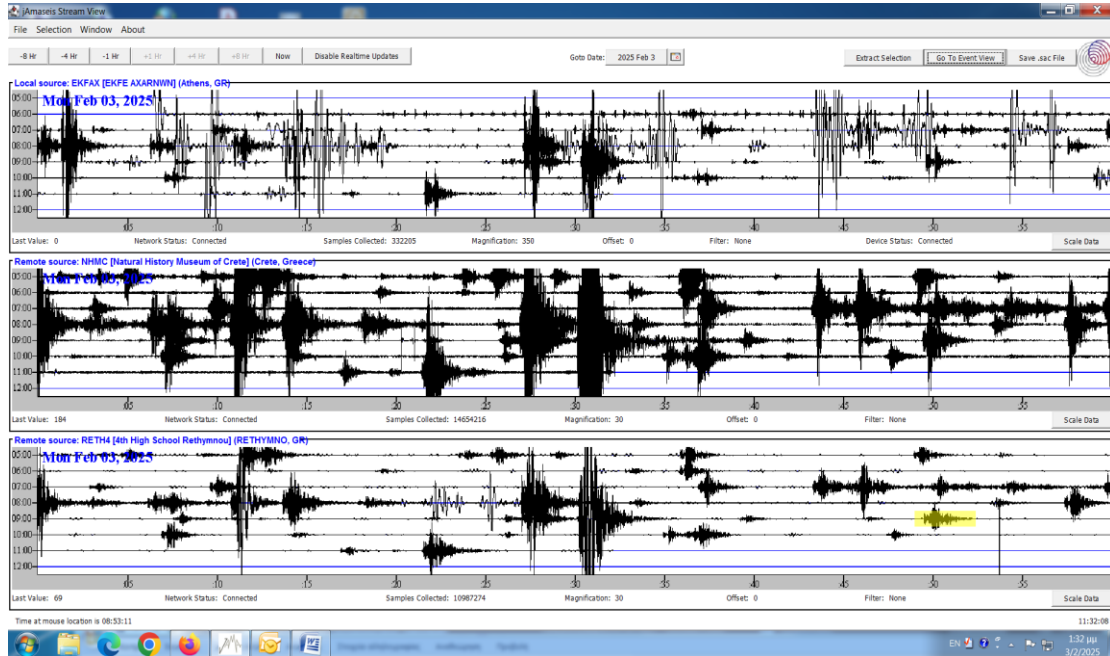 jAmaseis Stream View
File Selection Window About
-8 Hr -4 Hr -1 Hr +1 Hr +4 Hr +8 Hr Now Disable Realtime Updates Goto Date: 2025 Feb 3 Extract Selection Go To Event View Save .sac File
Local source: EKFAX [EKFE AXARNWN] (Athens, GR)
Mon Feb 03, 2025
05:00
06:00
07:00
08:00
09:00
10:00
11:00
12:00
:05 :10 :15 :20 :25 :30 :35 :40 :45 :50 :55
Last Value: 0 Network Status: Connected Samples Collected: 332205 Magnification: 350 Offset: 0 Filter: None Device Status: Connected Scale Data
Remote source: NHMC [Natural History Museum of Crete] (Crete, Greece)
Mon Feb 03, 2025
05:00
06:00
07:00
08:00
09:00
10:00
11:00
12:00
:05 :10 :15 :20 :25 :30 :35 :40 :45 :50 :55
Last Value: 184 Network Status: Connected Samples Collected: 14654216 Magnification: 30 Offset: 0 Filter: None Scale Data
Remote source: RETH4 [4th High School Rethymnou] (RETHYMNO, GR)
Mon Feb 03, 2025
05:00
06:00
07:00
08:00
09:00
10:00
11:00
12:00
:05 :10 :15 :20 :25 :30 :35 :40 :45 :50 :55
Last Value: 69 Network Status: Connected Samples Collected: 10987274 Magnification: 30 Offset: 0 Filter: None Scale Data
Time at mouse location is 08:53:11 11:32:08
EN 1:32 μμ
3/2/2025